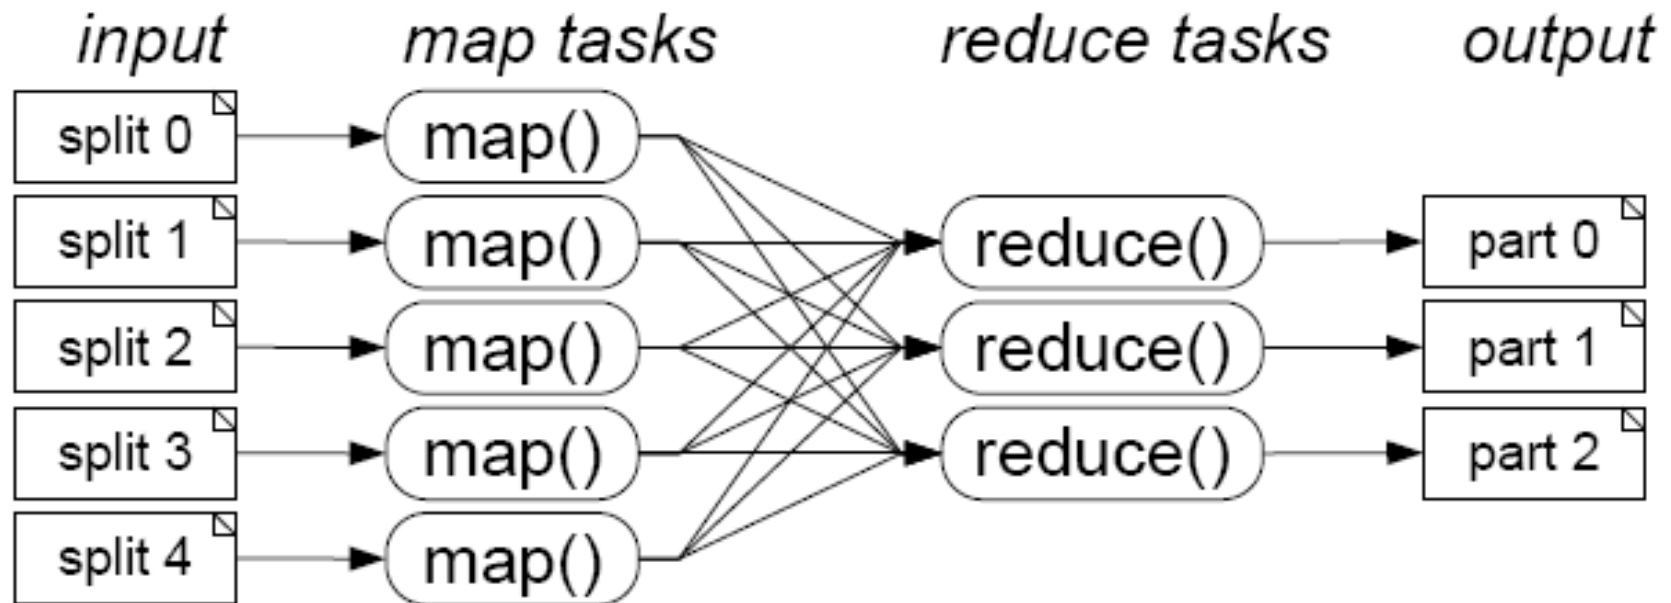 input map tasks reduce tasks output
split 0 map()
split 1 map() reduce() part 0
split 2 map() reduce() part 1
split 3 map() reduce() part 2
split 4 map()